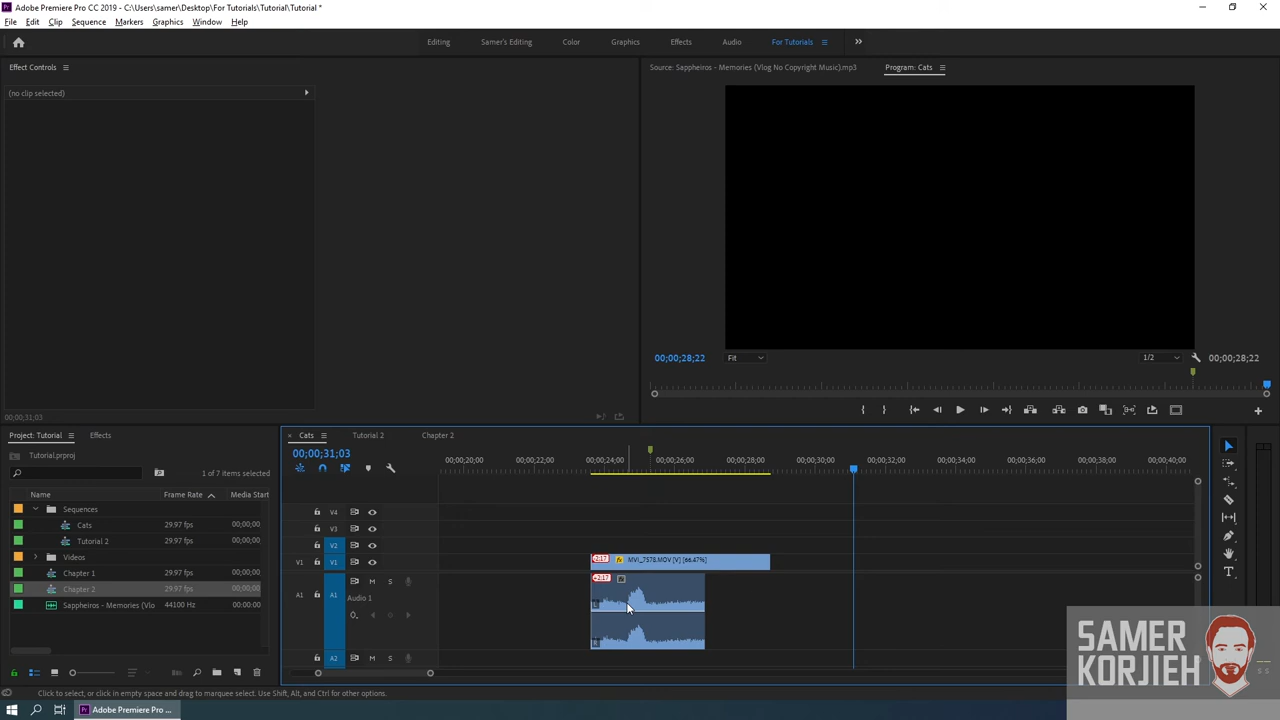 Adobe Premiere Pro CC 2019 - C:\Users\samer\Desktop\For Tutorials\Tutorial\Tutorial *
File Edit Clip Sequence Markers Graphics Window Help
Editing Samer's Editing Color Graphics Effects Audio For Tutorials
Effect Controls
Source: Sappheiros - Memories (Vlog No Copyright Music).mp3 Program: Cats
(no clip selected)
00;00;28;22 Fit 1/2 00;00;28;22
00;00;31;03
Project: Tutorial Effects
Cats Tutorial 2 Chapter 2
Tutorial.prproj
00;00;31;03
00;00;20;00 00;00;22;00 00;00;24;00 00;00;26;00 00;00;28;00 00;00;30;00 00;00;32;00 00;00;34;00 00;00;36;00 00;00;38;00 00;00;40;00
1 of 7 items selected
Name Frame Rate Media Start
Sequences
Cats 29.97 fps 00;00;00
Tutorial 2 29.97 fps 00;00;00
Videos
Chapter 1 29.97 fps 00;00;00
Chapter 2 29.97 fps 00;00;00
Sappheiros - Memories (Vlo 44100 Hz 00:00:00
V4
V3
V2
V1 V1 -2:17 fx MVI_7578.MOV [V] [66.47%]
A1 A1 M S +2:17
Audio 1
L
R
A2 M S
Click to select, or click in empty space and drag to marquee select. Use Shift, Alt, and Ctrl for other options.
S S
Pr Adobe Premiere Pro ...
SAMER
KORJIEH